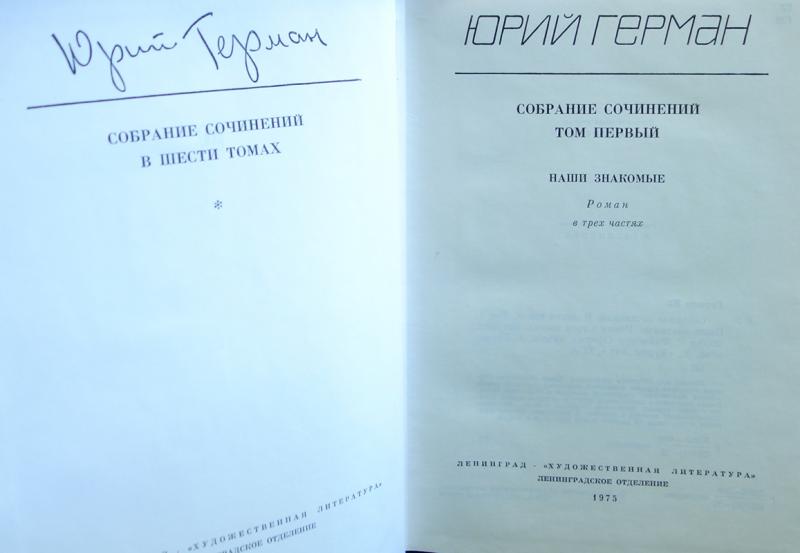 Юрий Герман
СОБРАНИЕ СОЧИНЕНИЙ
В ШЕСТИ ТОМАХ
*
«ХУДОЖЕСТВЕННАЯ ЛИТЕРАТУРА»
ОТДЕЛЕНИЕ
ЮРИЙ ГЕРМАН
СОБРАНИЕ СОЧИНЕНИЙ
ТОМ ПЕРВЫЙ
НАШИ ЗНАКОМЫЕ
Роман
в трех частях
ЛЕНИНГРАД - «ХУДОЖЕСТВЕННАЯ ЛИТЕРАТУРА»
ЛЕНИНГРАДСКОЕ ОТДЕЛЕНИЕ
1975